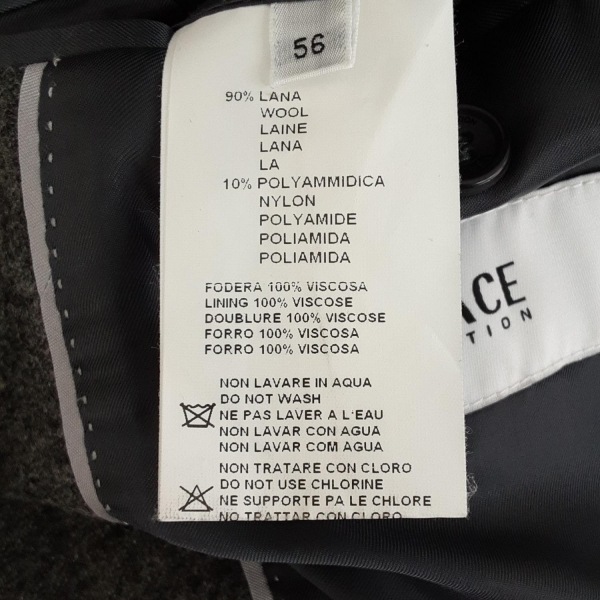 56
90% LANA
WOOL
LAINE
LANA
LA
10% POLYAMMIDICA
NYLON
POLYAMIDE
POLIAMIDA
POLIAMIDA
FODERA 100% VISCOSA
LINING 100% VISCOSE
DOUBLURE 100% VISCOSE
FORRO 100% VISCOSA
FORRO 100% VISCOSA
NON LAVARE IN AQUA
DO NOT WASH
NE PAS LAVER A L'EAU
NON LAVAR CON AGUA
NON LAVAR COM AGUA
NON TRATARE CON CLORO
DO NOT USE CHLORINE
NE SUPPORTE PA LE CHLORE
NO TRATTAR CON CLORO
ACE
TION